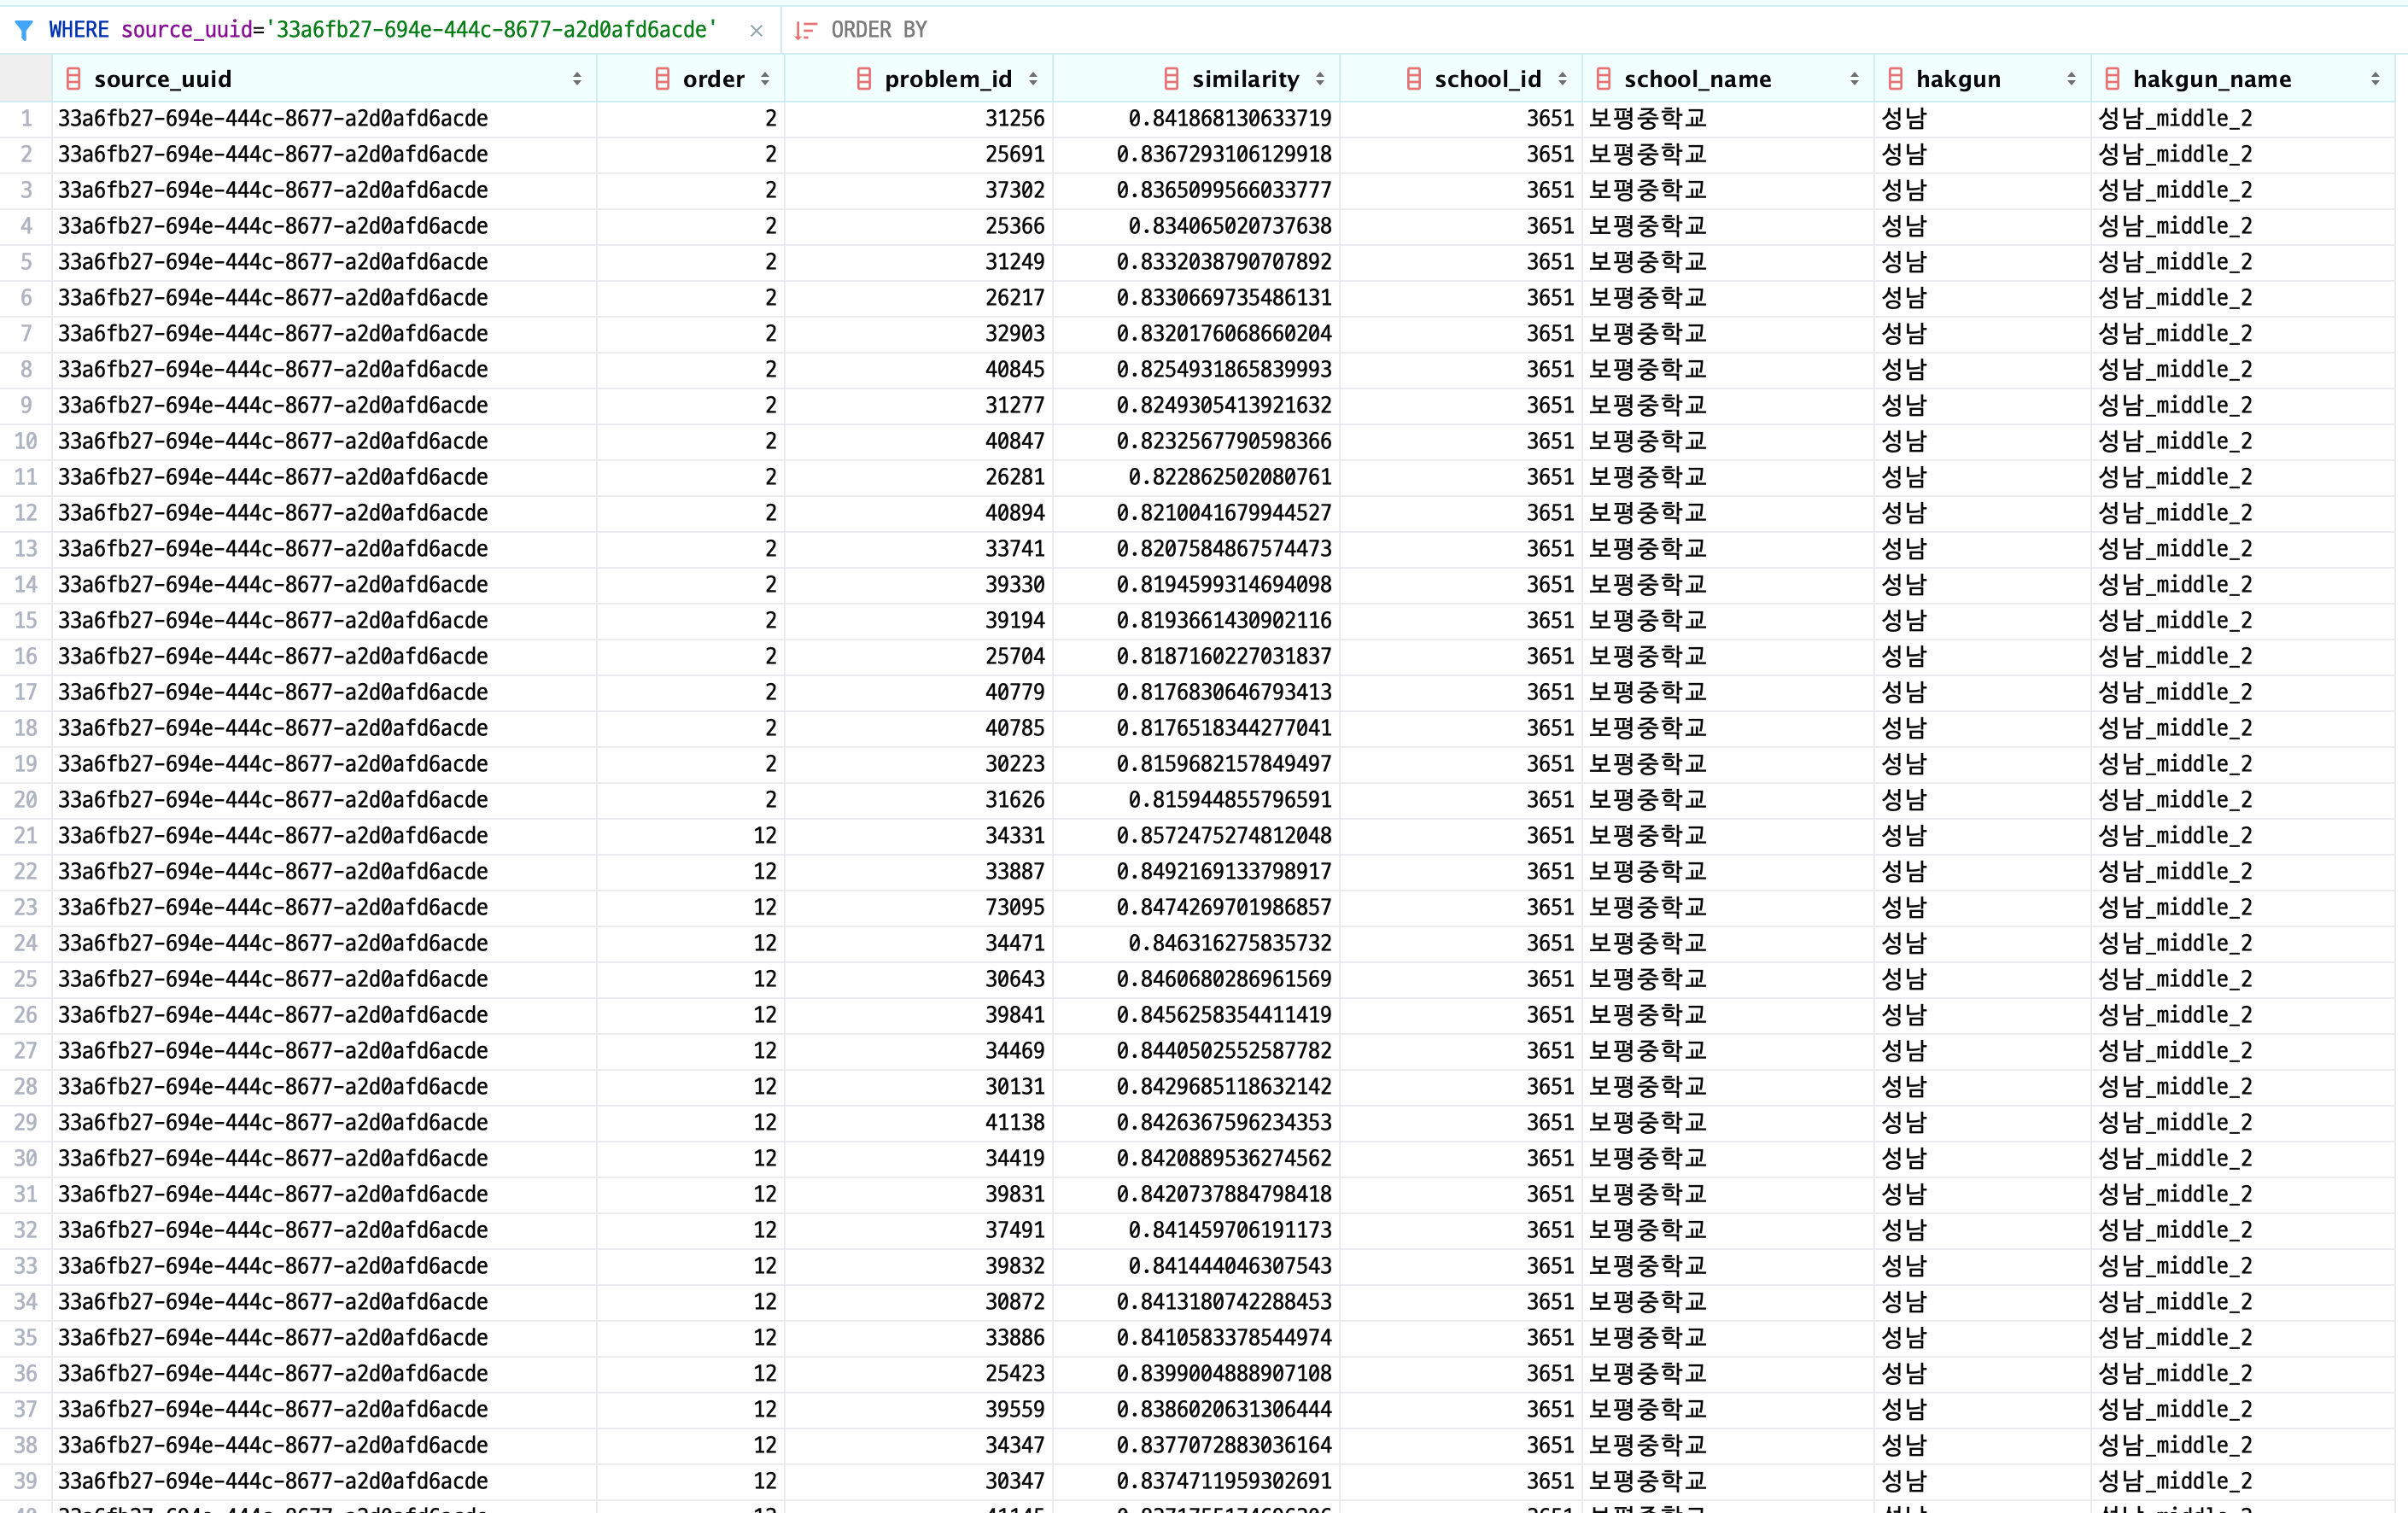 WHERE source_uuid='33a6fb27-694e-444c-8677-a2d0afd6acde' × ORDER BY
source_uuid order problem_id similarity school_id school_name hakgun hakgun_name
1 33a6fb27-694e-444c-8677-a2d0afd6acde 2 31256 0.841868130633719 3651 보평중학교 성남 성남_middle_2
2 33a6fb27-694e-444c-8677-a2d0afd6acde 2 25691 0.8367293106129918 3651 보평중학교 성남 성남_middle_2
3 33a6fb27-694e-444c-8677-a2d0afd6acde 2 37302 0.8365099566033777 3651 보평중학교 성남 성남_middle_2
4 33a6fb27-694e-444c-8677-a2d0afd6acde 2 25366 0.834065020737638 3651 보평중학교 성남 성남_middle_2
5 33a6fb27-694e-444c-8677-a2d0afd6acde 2 31249 0.8332038790707892 3651 보평중학교 성남 성남_middle_2
6 33a6fb27-694e-444c-8677-a2d0afd6acde 2 26217 0.8330669735486131 3651 보평중학교 성남 성남_middle_2
7 33a6fb27-694e-444c-8677-a2d0afd6acde 2 32903 0.8320176068660204 3651 보평중학교 성남 성남_middle_2
8 33a6fb27-694e-444c-8677-a2d0afd6acde 2 40845 0.8254931865839993 3651 보평중학교 성남 성남_middle_2
9 33a6fb27-694e-444c-8677-a2d0afd6acde 2 31277 0.8249305413921632 3651 보평중학교 성남 성남_middle_2
10 33a6fb27-694e-444c-8677-a2d0afd6acde 2 40847 0.8232567790598366 3651 보평중학교 성남 성남_middle_2
11 33a6fb27-694e-444c-8677-a2d0afd6acde 2 26281 0.822862502080761 3651 보평중학교 성남 성남_middle_2
12 33a6fb27-694e-444c-8677-a2d0afd6acde 2 40894 0.8210041679944527 3651 보평중학교 성남 성남_middle_2
13 33a6fb27-694e-444c-8677-a2d0afd6acde 2 33741 0.8207584867574473 3651 보평중학교 성남 성남_middle_2
14 33a6fb27-694e-444c-8677-a2d0afd6acde 2 39330 0.8194599314694098 3651 보평중학교 성남 성남_middle_2
15 33a6fb27-694e-444c-8677-a2d0afd6acde 2 39194 0.8193661430902116 3651 보평중학교 성남 성남_middle_2
16 33a6fb27-694e-444c-8677-a2d0afd6acde 2 25704 0.8187160227031837 3651 보평중학교 성남 성남_middle_2
17 33a6fb27-694e-444c-8677-a2d0afd6acde 2 40779 0.8176830646793413 3651 보평중학교 성남 성남_middle_2
18 33a6fb27-694e-444c-8677-a2d0afd6acde 2 40785 0.8176518344277041 3651 보평중학교 성남 성남_middle_2
19 33a6fb27-694e-444c-8677-a2d0afd6acde 2 30223 0.8159682157849497 3651 보평중학교 성남 성남_middle_2
20 33a6fb27-694e-444c-8677-a2d0afd6acde 2 31626 0.815944855796591 3651 보평중학교 성남 성남_middle_2
21 33a6fb27-694e-444c-8677-a2d0afd6acde 12 34331 0.8572475274812048 3651 보평중학교 성남 성남_middle_2
22 33a6fb27-694e-444c-8677-a2d0afd6acde 12 33887 0.8492169133798917 3651 보평중학교 성남 성남_middle_2
23 33a6fb27-694e-444c-8677-a2d0afd6acde 12 73095 0.8474269701986857 3651 보평중학교 성남 성남_middle_2
24 33a6fb27-694e-444c-8677-a2d0afd6acde 12 34471 0.846316275835732 3651 보평중학교 성남 성남_middle_2
25 33a6fb27-694e-444c-8677-a2d0afd6acde 12 30643 0.8460680286961569 3651 보평중학교 성남 성남_middle_2
26 33a6fb27-694e-444c-8677-a2d0afd6acde 12 39841 0.8456258354411419 3651 보평중학교 성남 성남_middle_2
27 33a6fb27-694e-444c-8677-a2d0afd6acde 12 34469 0.8440502552587782 3651 보평중학교 성남 성남_middle_2
28 33a6fb27-694e-444c-8677-a2d0afd6acde 12 30131 0.8429685118632142 3651 보평중학교 성남 성남_middle_2
29 33a6fb27-694e-444c-8677-a2d0afd6acde 12 41138 0.8426367596234353 3651 보평중학교 성남 성남_middle_2
30 33a6fb27-694e-444c-8677-a2d0afd6acde 12 34419 0.8420889536274562 3651 보평중학교 성남 성남_middle_2
31 33a6fb27-694e-444c-8677-a2d0afd6acde 12 39831 0.8420737884798418 3651 보평중학교 성남 성남_middle_2
32 33a6fb27-694e-444c-8677-a2d0afd6acde 12 37491 0.841459706191173 3651 보평중학교 성남 성남_middle_2
33 33a6fb27-694e-444c-8677-a2d0afd6acde 12 39832 0.841444046307543 3651 보평중학교 성남 성남_middle_2
34 33a6fb27-694e-444c-8677-a2d0afd6acde 12 30872 0.8413180742288453 3651 보평중학교 성남 성남_middle_2
35 33a6fb27-694e-444c-8677-a2d0afd6acde 12 33886 0.8410583378544974 3651 보평중학교 성남 성남_middle_2
36 33a6fb27-694e-444c-8677-a2d0afd6acde 12 25423 0.8399004888907108 3651 보평중학교 성남 성남_middle_2
37 33a6fb27-694e-444c-8677-a2d0afd6acde 12 39559 0.8386020631306444 3651 보평중학교 성남 성남_middle_2
38 33a6fb27-694e-444c-8677-a2d0afd6acde 12 34347 0.8377072883036164 3651 보평중학교 성남 성남_middle_2
39 33a6fb27-694e-444c-8677-a2d0afd6acde 12 30347 0.8374711959302691 3651 보평중학교 성남 성남_middle_2